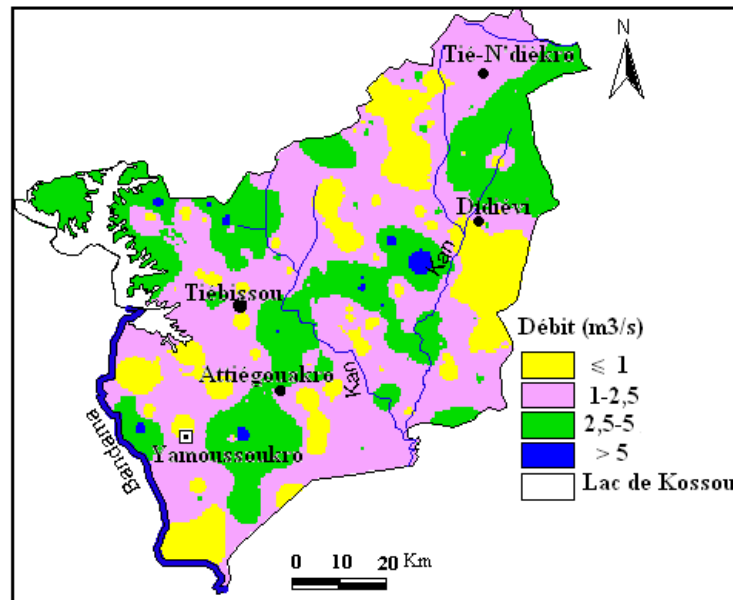 N
Tié-N'diékro
Didiévi
Kan
Tiébissou
Débit (m3/s)
≤ 1
1-2,5
2,5-5
> 5
Lac de Kossou
Attiégouakro
Kan
Yamoussoukro
Bandama
0 10 20 Km